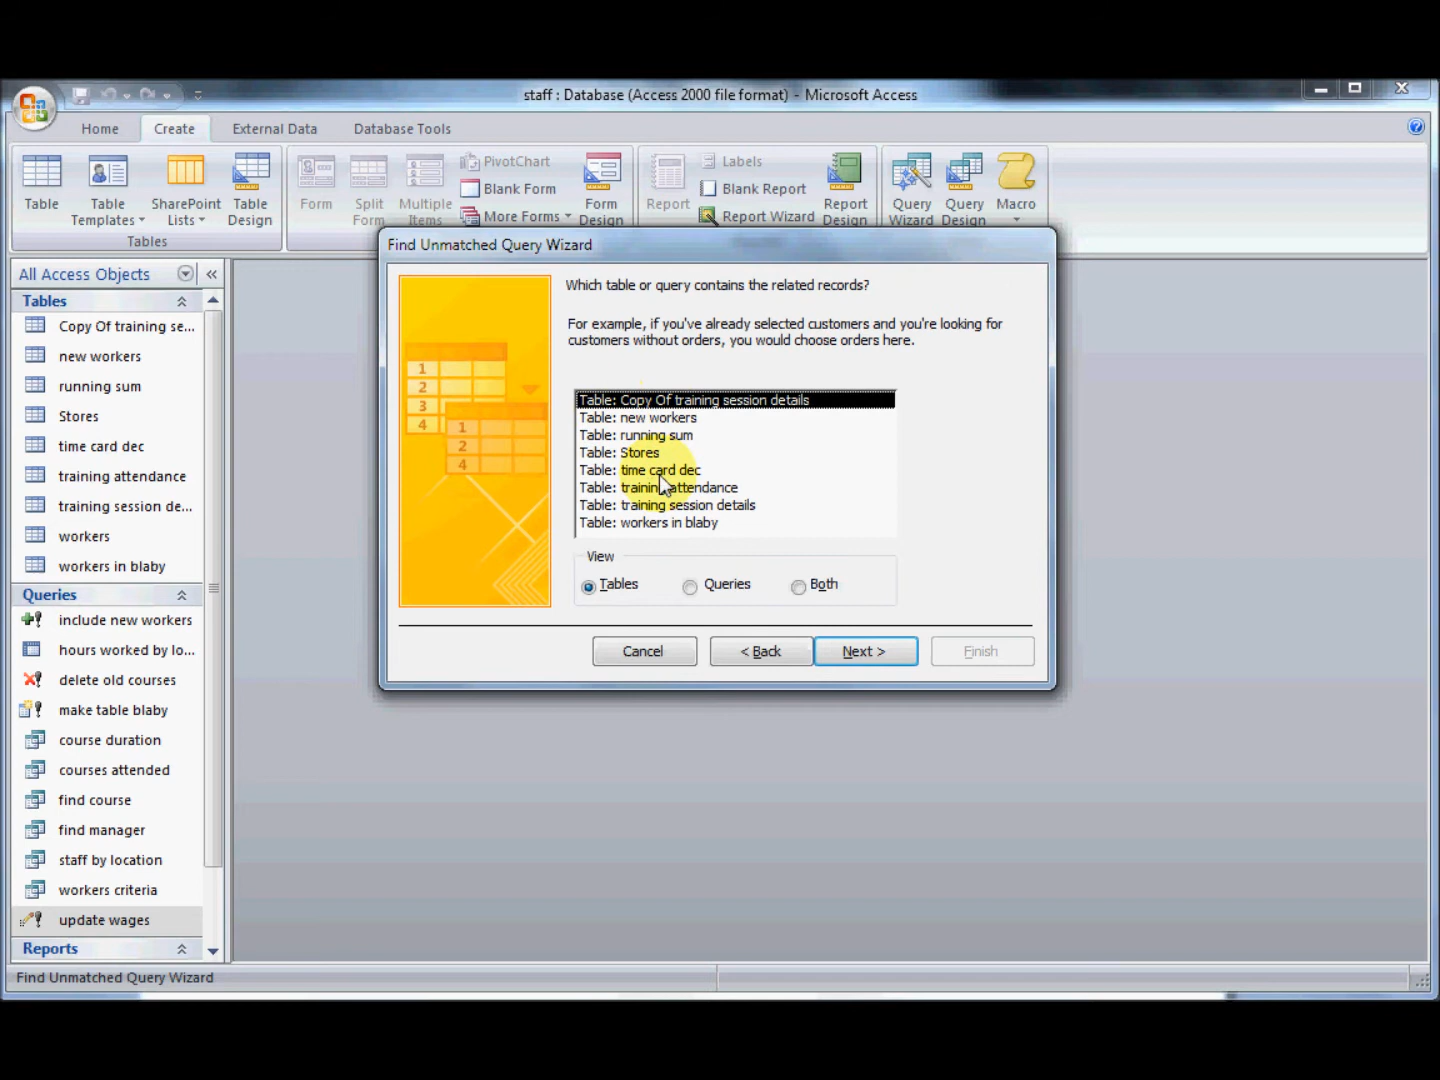 staff : Database (Access 2000 file format) - Microsoft Access
Home Create External Data Database Tools
Table
Table Templates
SharePoint Lists
Table Design
Tables
Form
Split Form
Multiple Items
PivotChart
Blank Form
More Forms
Form Design
Report
Labels
Blank Report
Report Wizard
Report Design
Query Wizard
Query Design
Macro
All Access Objects
Tables
Copy Of training se...
new workers
running sum
Stores
time card dec
training attendance
training session de...
workers
workers in blaby
Queries
include new workers
hours worked by lo...
delete old courses
make table blaby
course duration
courses attended
find course
find manager
staff by location
workers criteria
update wages
Reports
Find Unmatched Query Wizard
Which table or query contains the related records?
For example, if you've already selected customers and you're looking for
customers without orders, you would choose orders here.
1
2
3
4
1
2
4
Table: Copy Of training session details
Table: new workers
Table: running sum
Table: Stores
Table: time card dec
Table: training attendance
Table: training session details
Table: workers in blaby
View
Tables Queries Both
Cancel < Back Next > Finish
Find Unmatched Query Wizard